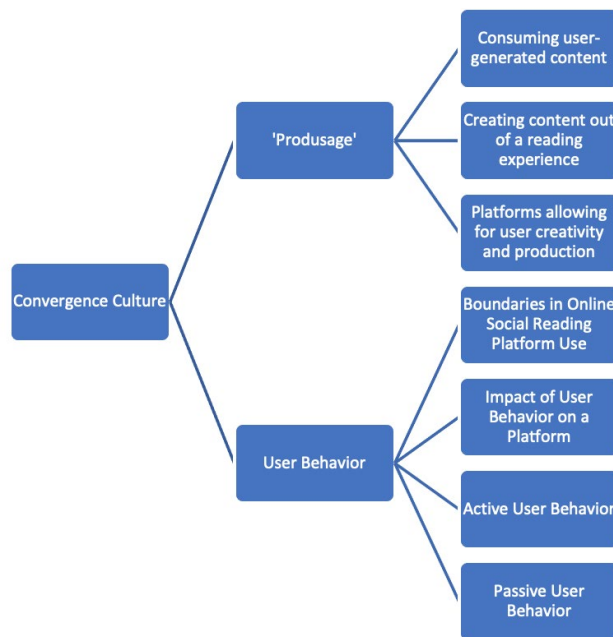 Consuming user-
generated content
'Produsage'
Creating content out
of a reading
experience
Platforms allowing
for user creativity
and production
Convergence Culture
Boundaries in Online
Social Reading
Platform Use
Impact of User
Behavior on a
Platform
User Behavior
Active User Behavior
Passive User
Behavior